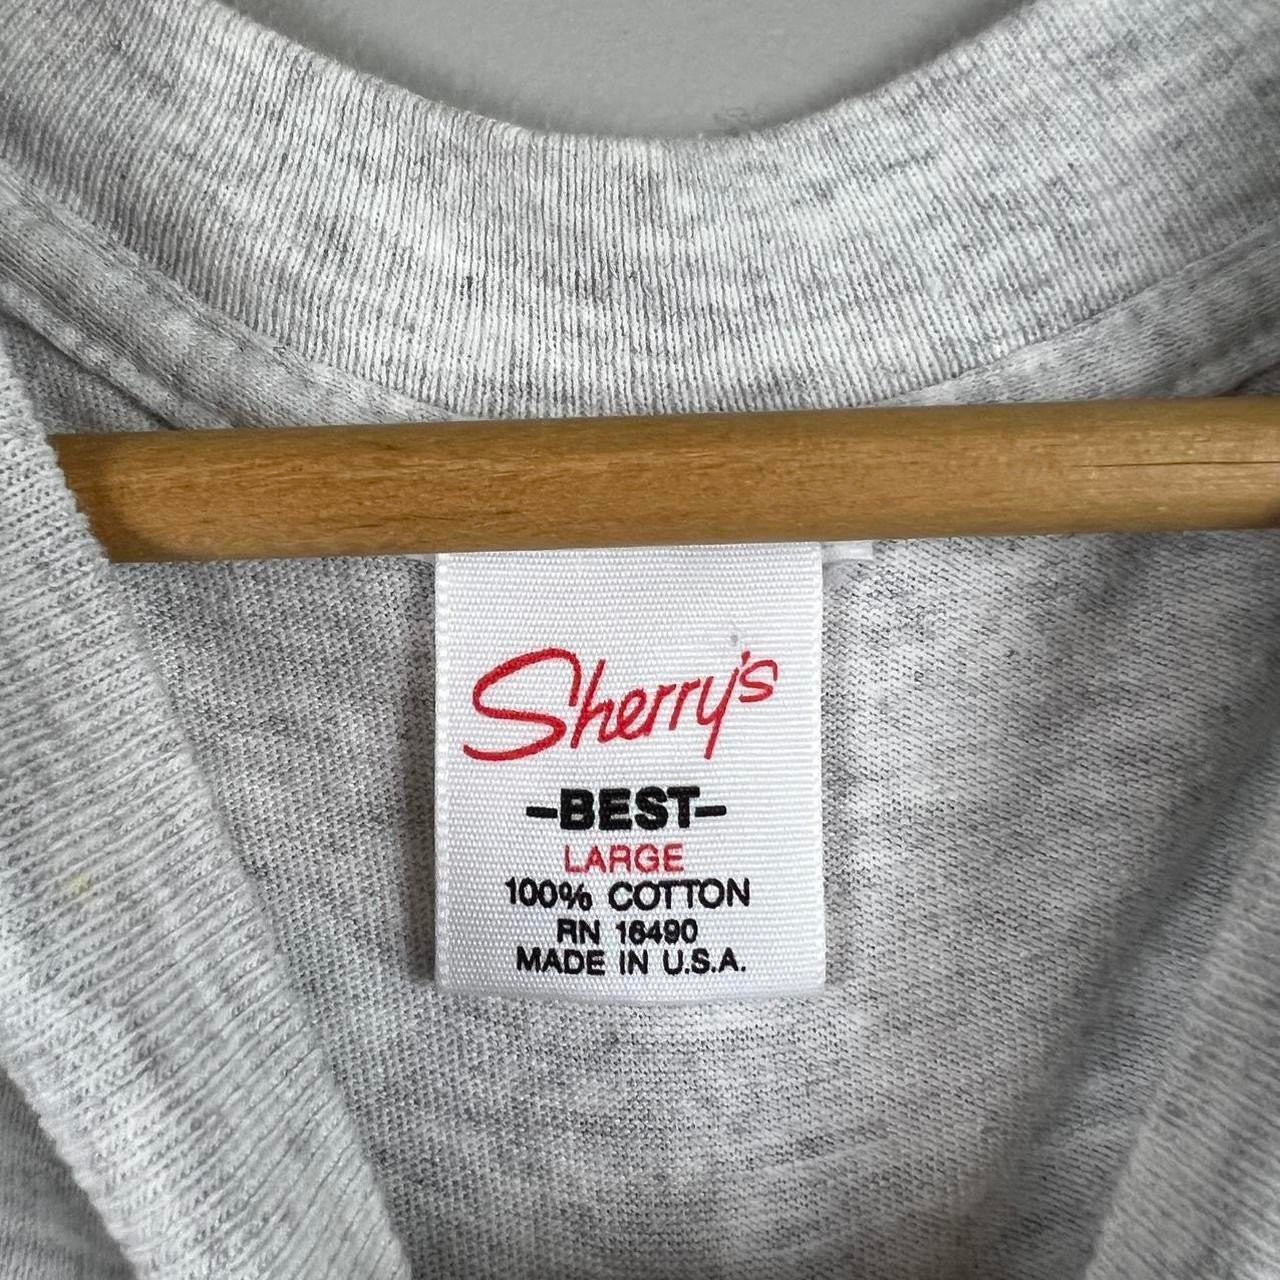 Sherry's
-BEST-
LARGE
100% COTTON
RN 16490
MADE IN U.S.A.